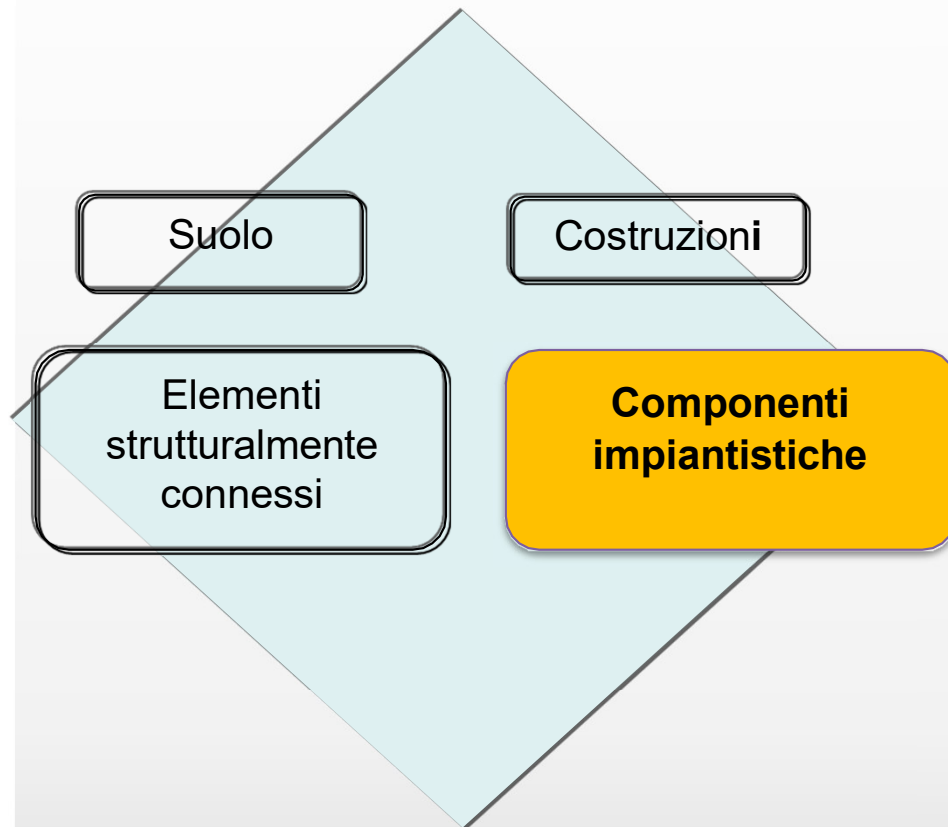 Suolo
Costruzioni
Elementi
strutturalmente
connessi
Componenti
impiantistiche